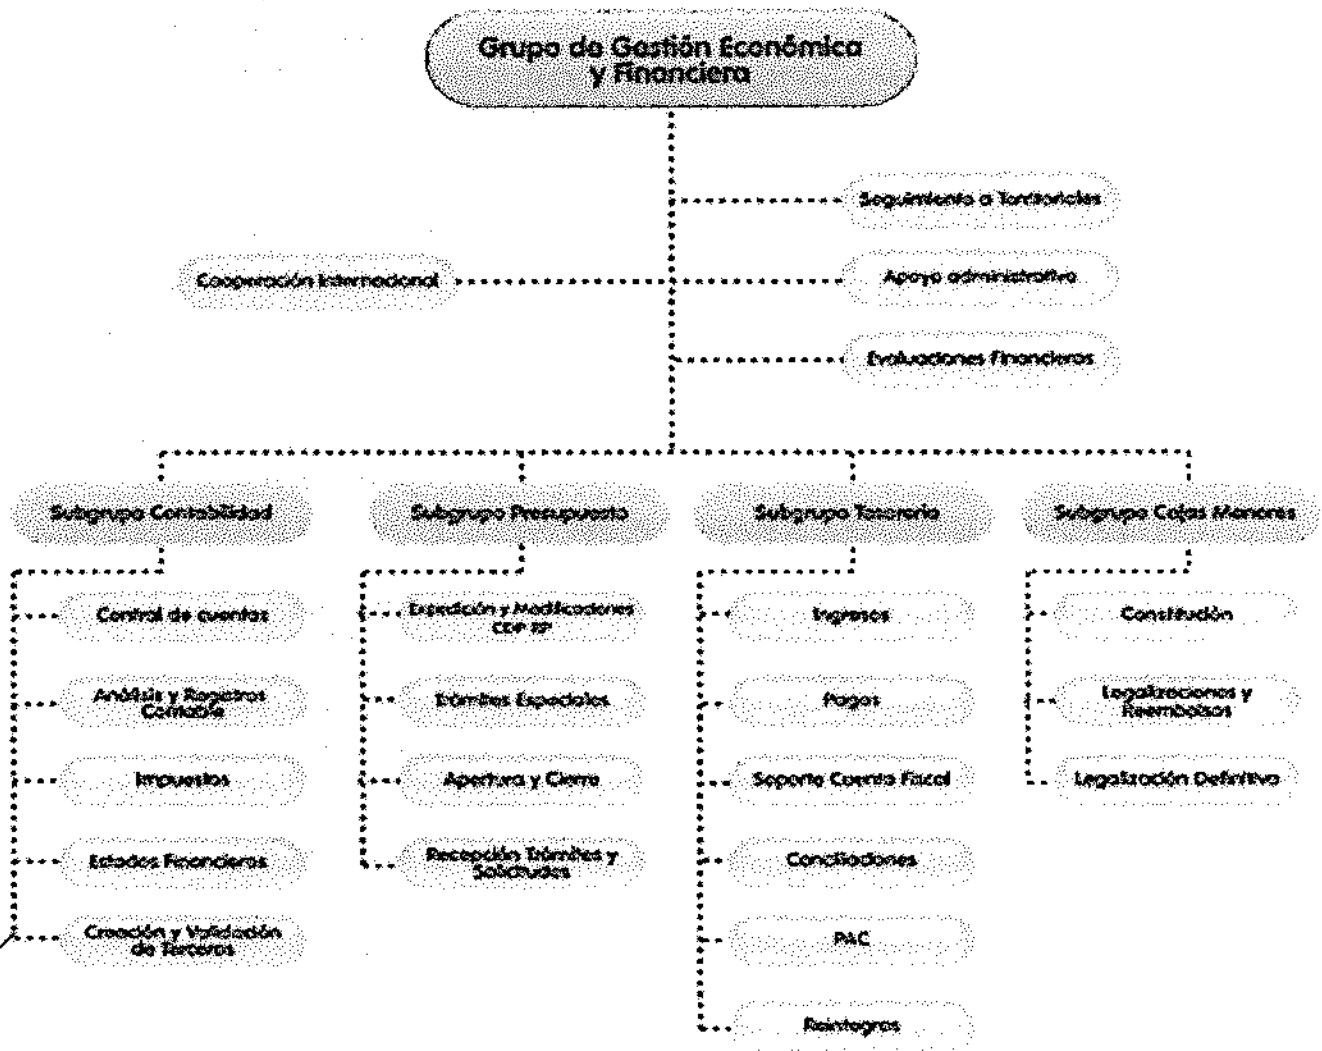 Grupo de Gestión Económica
y Financiera
Seguimiento a Territoriales
Cooperación Internacional
Apoyo administrativo
Evaluaciones Financieras
Subgrupo Contabilidad
Subgrupo Presupuesto
Subgrupo Tesorería
Subgrupo Cajas Menores
Control de cuentas
Análisis y Registros
Contable
Impuestos
Estados Financieros
Creación y Validación
de Terceros
Expedición y Modificaciones
CDP RP
Trámites Especiales
Apertura y Cierre
Recepción Trámites y
Solicitudes
Ingresos
Pagos
Soporte Cuenta Fiscal
Conciliaciones
PAC
Reintegros
Constitución
Legalizaciones y
Reembolsos
Legalización Definitiva